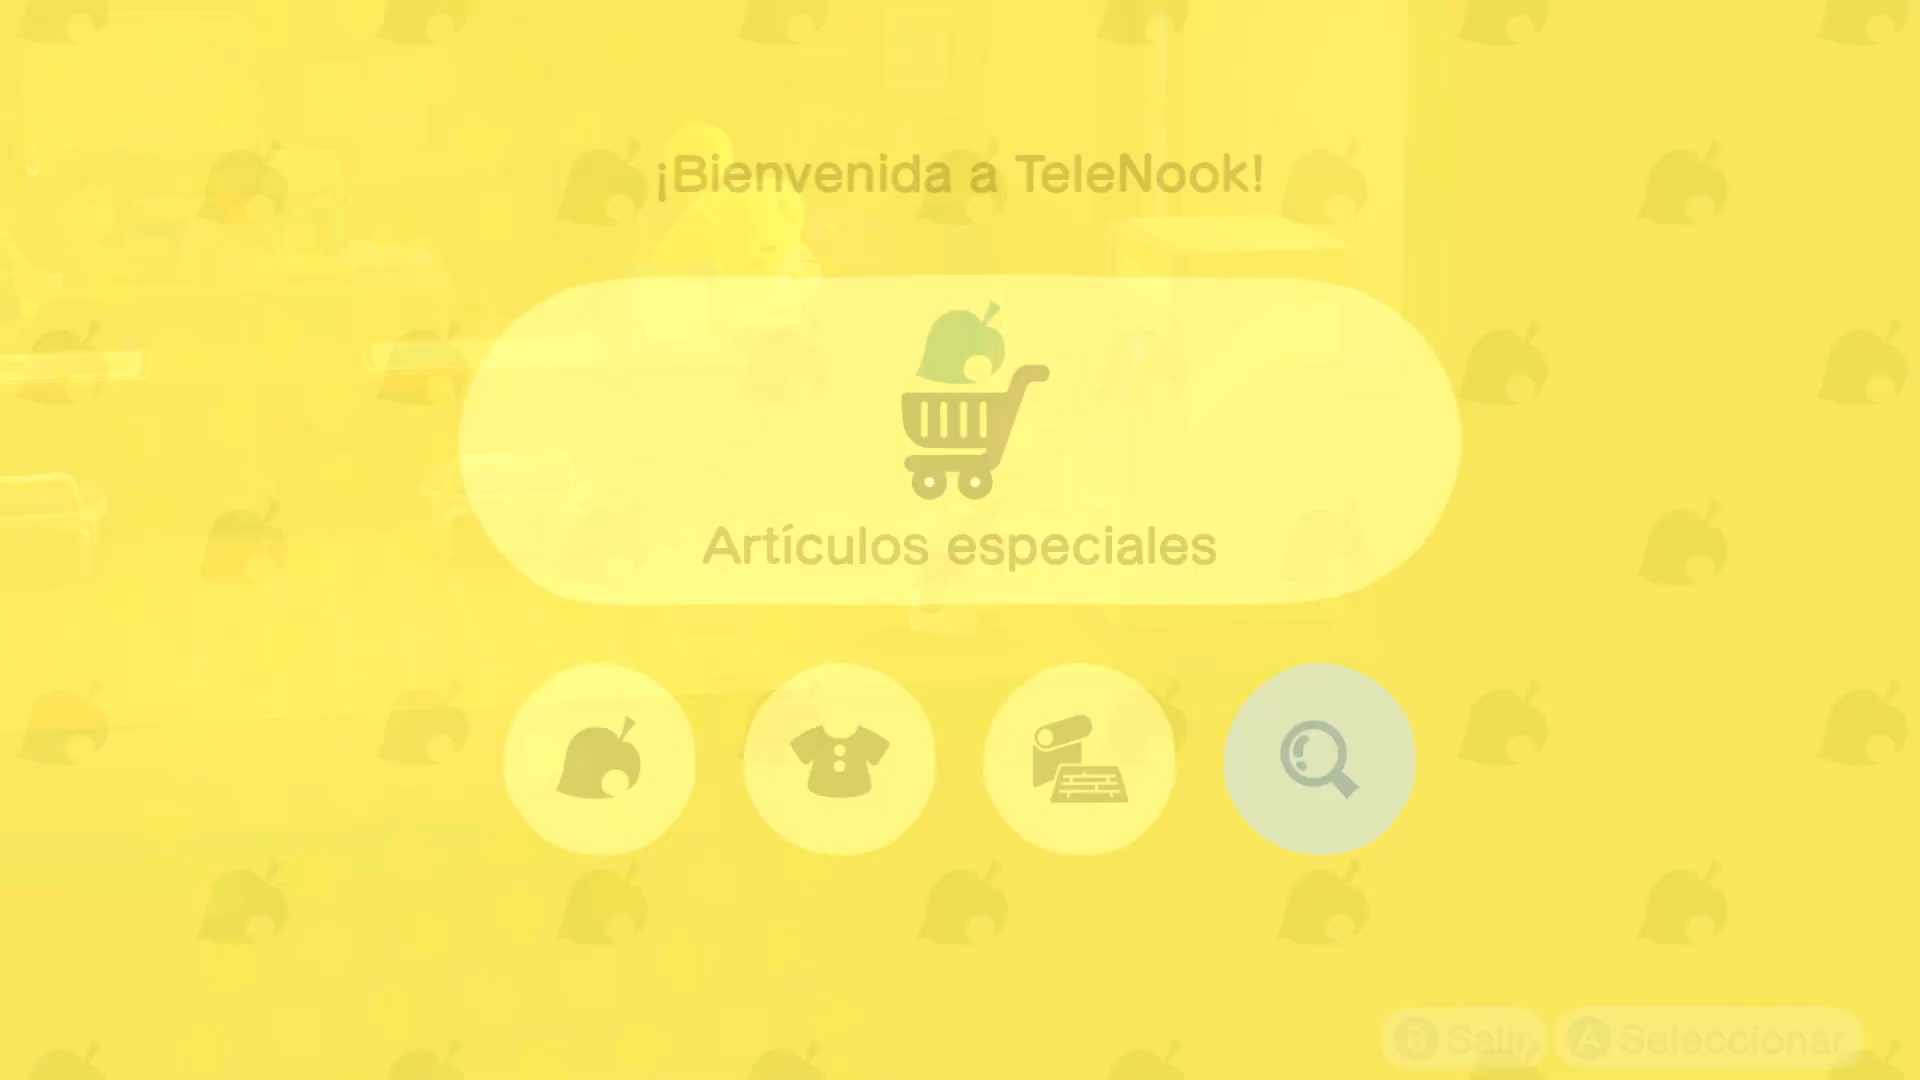 ¡Bienvenida a TeleNook!
Artículos especiales
B Salir A Seleccionar